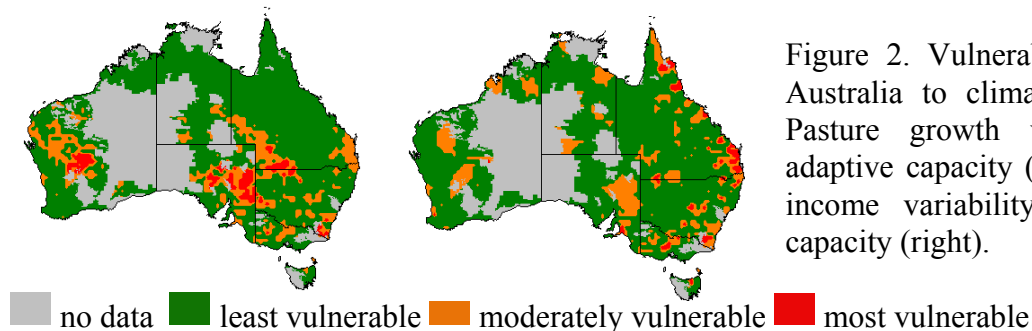 Figure 2. Vulnera
Australia to clima
Pasture growth
adaptive capacity (
income variability
capacity (right).
no data least vulnerable moderately vulnerable most vulnerable